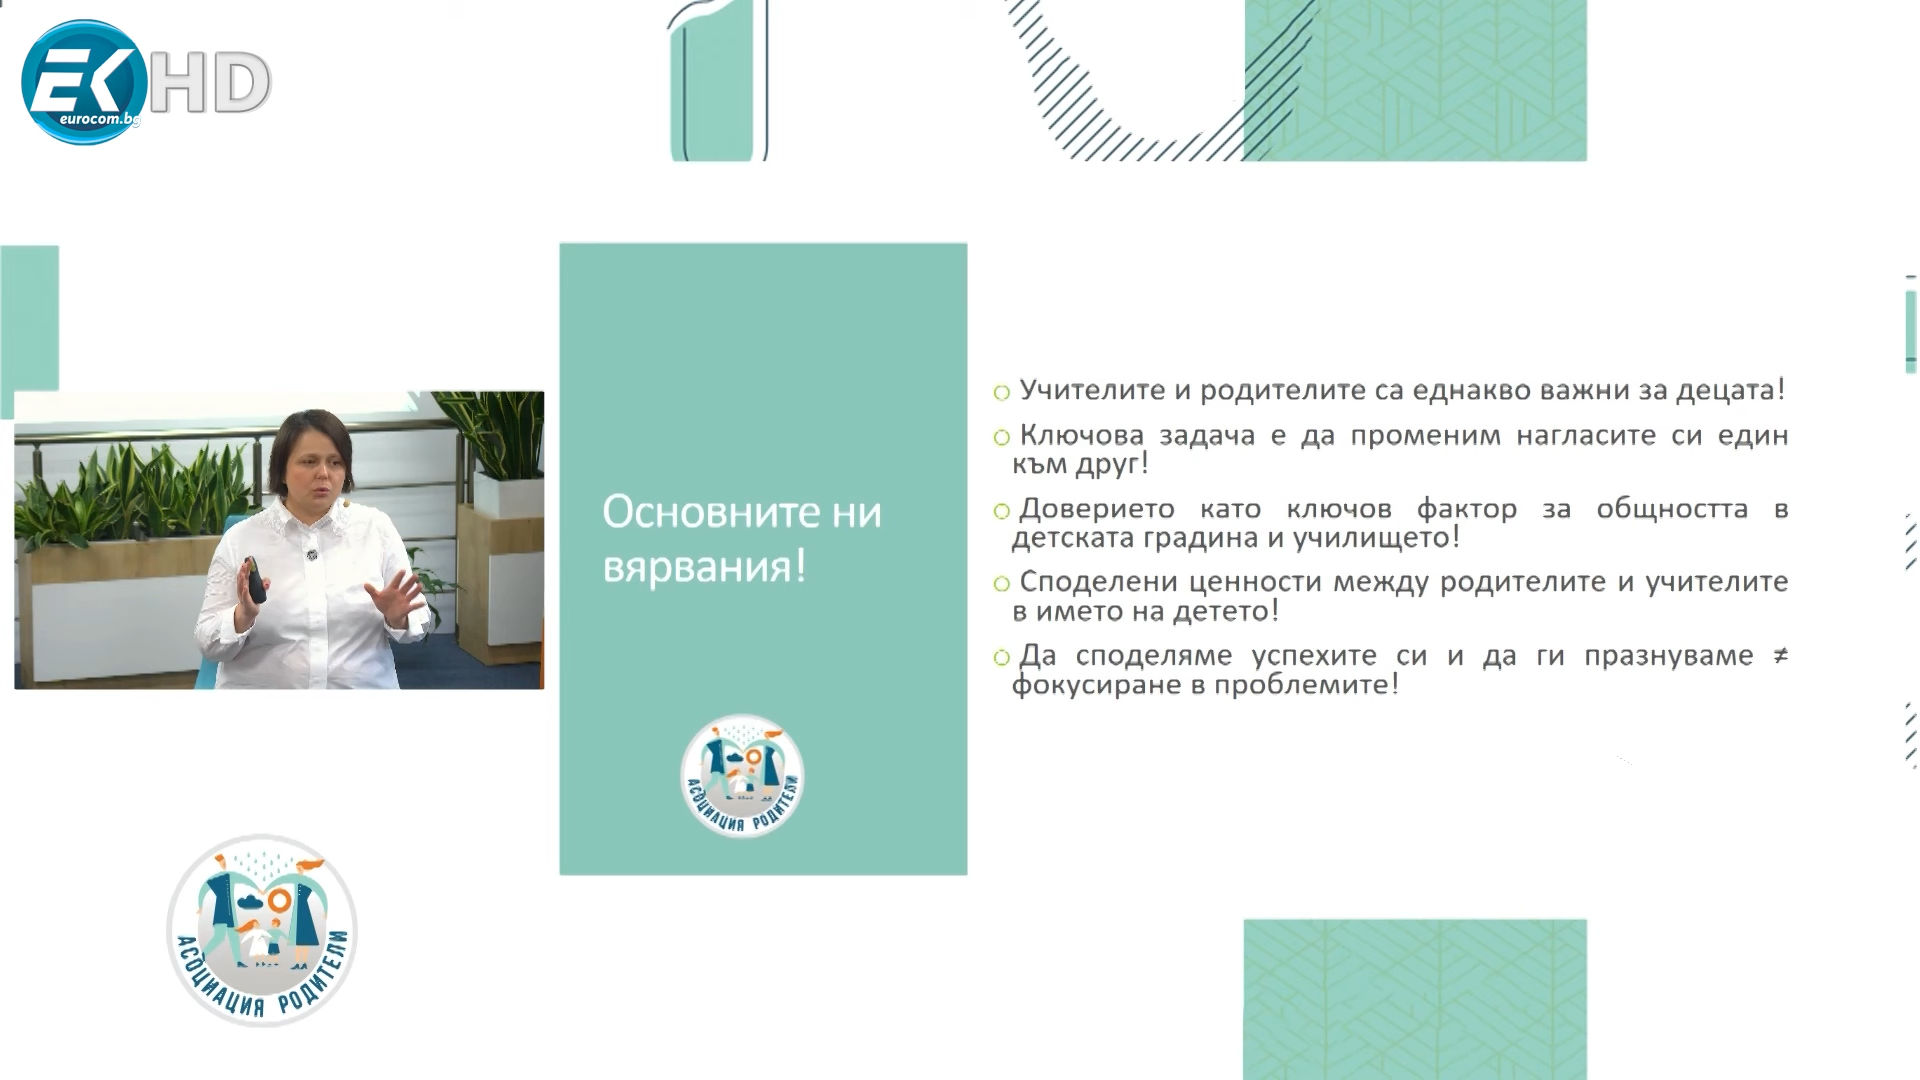 EK HD
eurocom.bg
Основните ни
вярвания!
АСОЦИАЦИЯ РОДИТЕЛИ
Учителите и родителите са еднакво важни за децата!
Ключова задача е да променим нагласите си един
към друг!
Доверието като ключов фактор за общността в
детската градина и училището!
Споделени ценности между родителите и учителите
в името на детето!
Да споделяме успехите си и да ги празнуваме ≠
фокусиране в проблемите!
АСОЦИАЦИЯ РОДИТЕЛИ